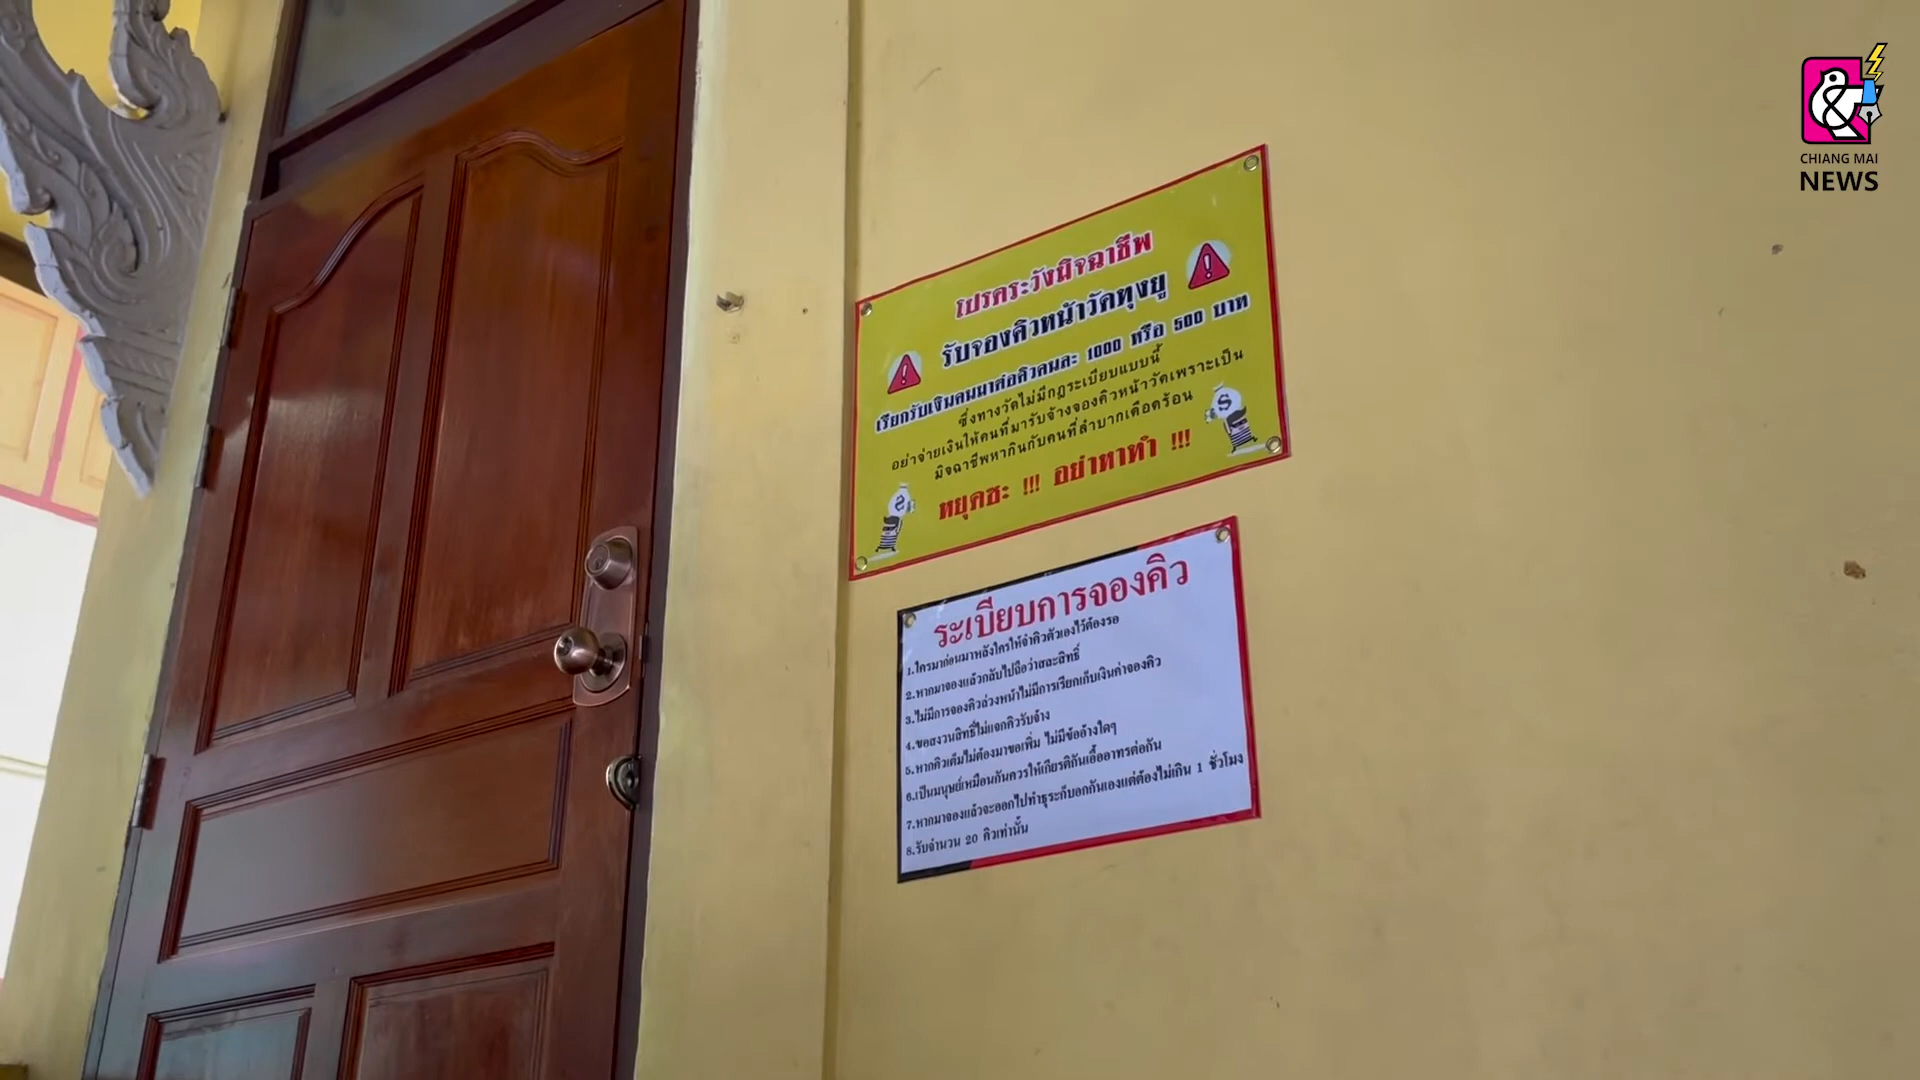 โปรดระวังมิจฉาชีพ
รับจองคิวหน้าวัดทุงยู
เรียกรับเงินคนมาต่อคิวคนละ 1000 หรือ 500 บาท
ซึ่งทางวัดไม่มีกฎระเบียบแบบนี้
อย่าจ่ายเงินให้คนที่มารับจ้างจองคิวหน้าวัดเพราะเป็น
มิจฉาชีพหากินกับคนที่ลำบากเดือดร้อน
หยุดซะ !!! อย่าหาทำ !!!
ระเบียบการจองคิว
1.ใครมาก่อนมาหลังใครให้จำคิวตัวเองไว้ต้องรอ
2.หากมาจองแล้วกลับไปถือว่าสละสิทธิ์
3.ไม่มีการจองคิวล่วงหน้าไม่มีการเรียกเก็บเงินค่าจองคิว
4.ขอสงวนสิทธิ์ไม่แจกคิวรับจ้าง
5.หากคิวเต็มไม่ต้องมาขอเพิ่ม ไม่มีข้ออ้างใดๆ
6.เป็นมนุษย์เหมือนกันควรให้เกียรติกันเอื้ออาทรต่อกัน
7.หากมาจองแล้วจะออกไปทำธุระก็บอกกันเองแต่ต้องไม่เกิน 1 ชั่วโมง
8.รับจำนวน 20 คิวเท่านั้น
CHIANG MAI
NEWS